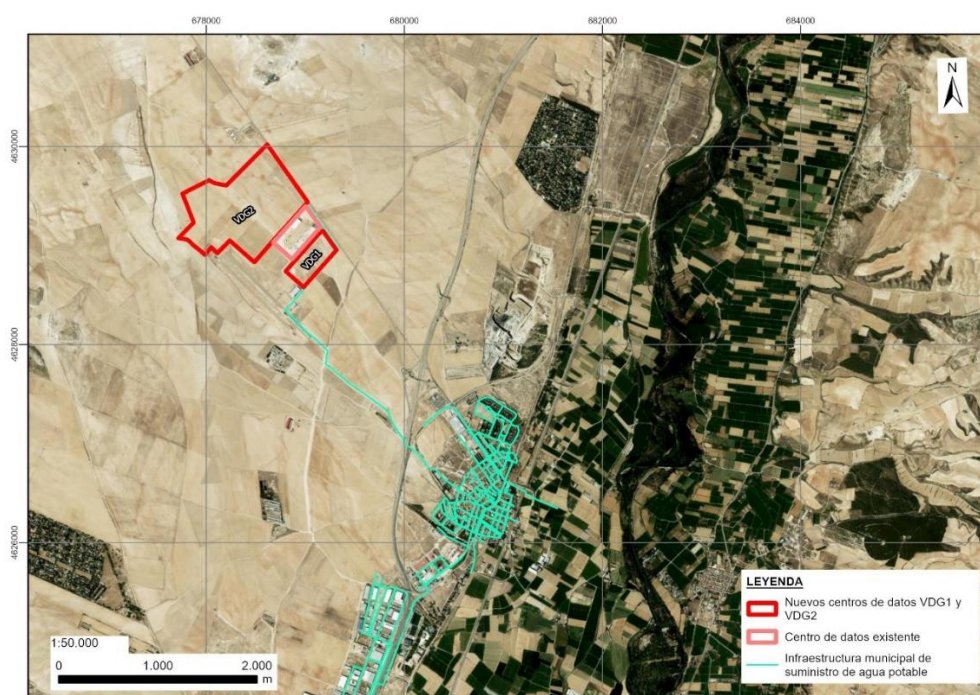 678000
680000
682000
684000
4630000
4628000
4626000
N
VDG2
VDG1
LEYENDA
Nuevos centros de datos VDG1 y
VDG2
Centro de datos existente
Infraestructura municipal de
suministro de agua potable
1:50.000
0
1.000
2.000
m